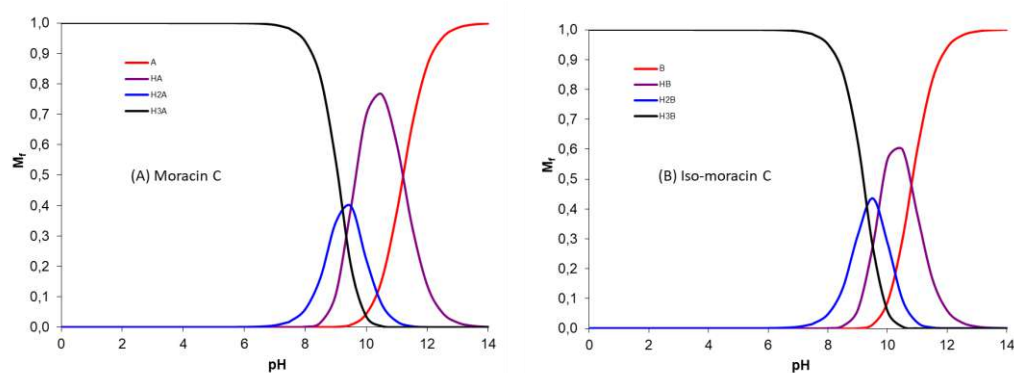 1,0
0,9
0,8
0,7
0,6
0,5
0,4
0,3
0,2
0,1
0,0
Mf
A
HA
H2A
H3A
(A) Moracin C
0 2 4 6 8 10 12 14
pH
1,0
0,9
0,8
0,7
0,6
0,5
0,4
0,3
0,2
0,1
0,0
Mf
B
HB
H2B
H3B
(B) Iso-moracin C
0 2 4 6 8 10 12 14
pH